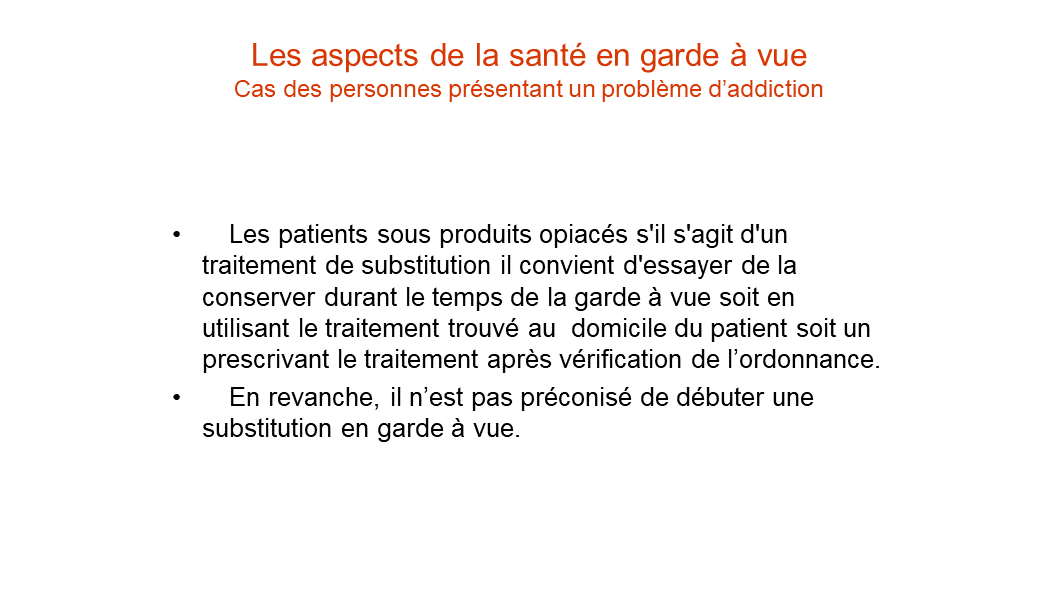 Les aspects de la santé en garde à vue
Cas des personnes présentant un problème d’addiction
• Les patients sous produits opiacés s'il s'agit d'un
traitement de substitution il convient d'essayer de la
conserver durant le temps de la garde à vue soit en
utilisant le traitement trouvé au  domicile du patient soit un
prescrivant le traitement après vérification de l’ordonnance.
• En revanche, il n’est pas préconisé de débuter une
substitution en garde à vue.